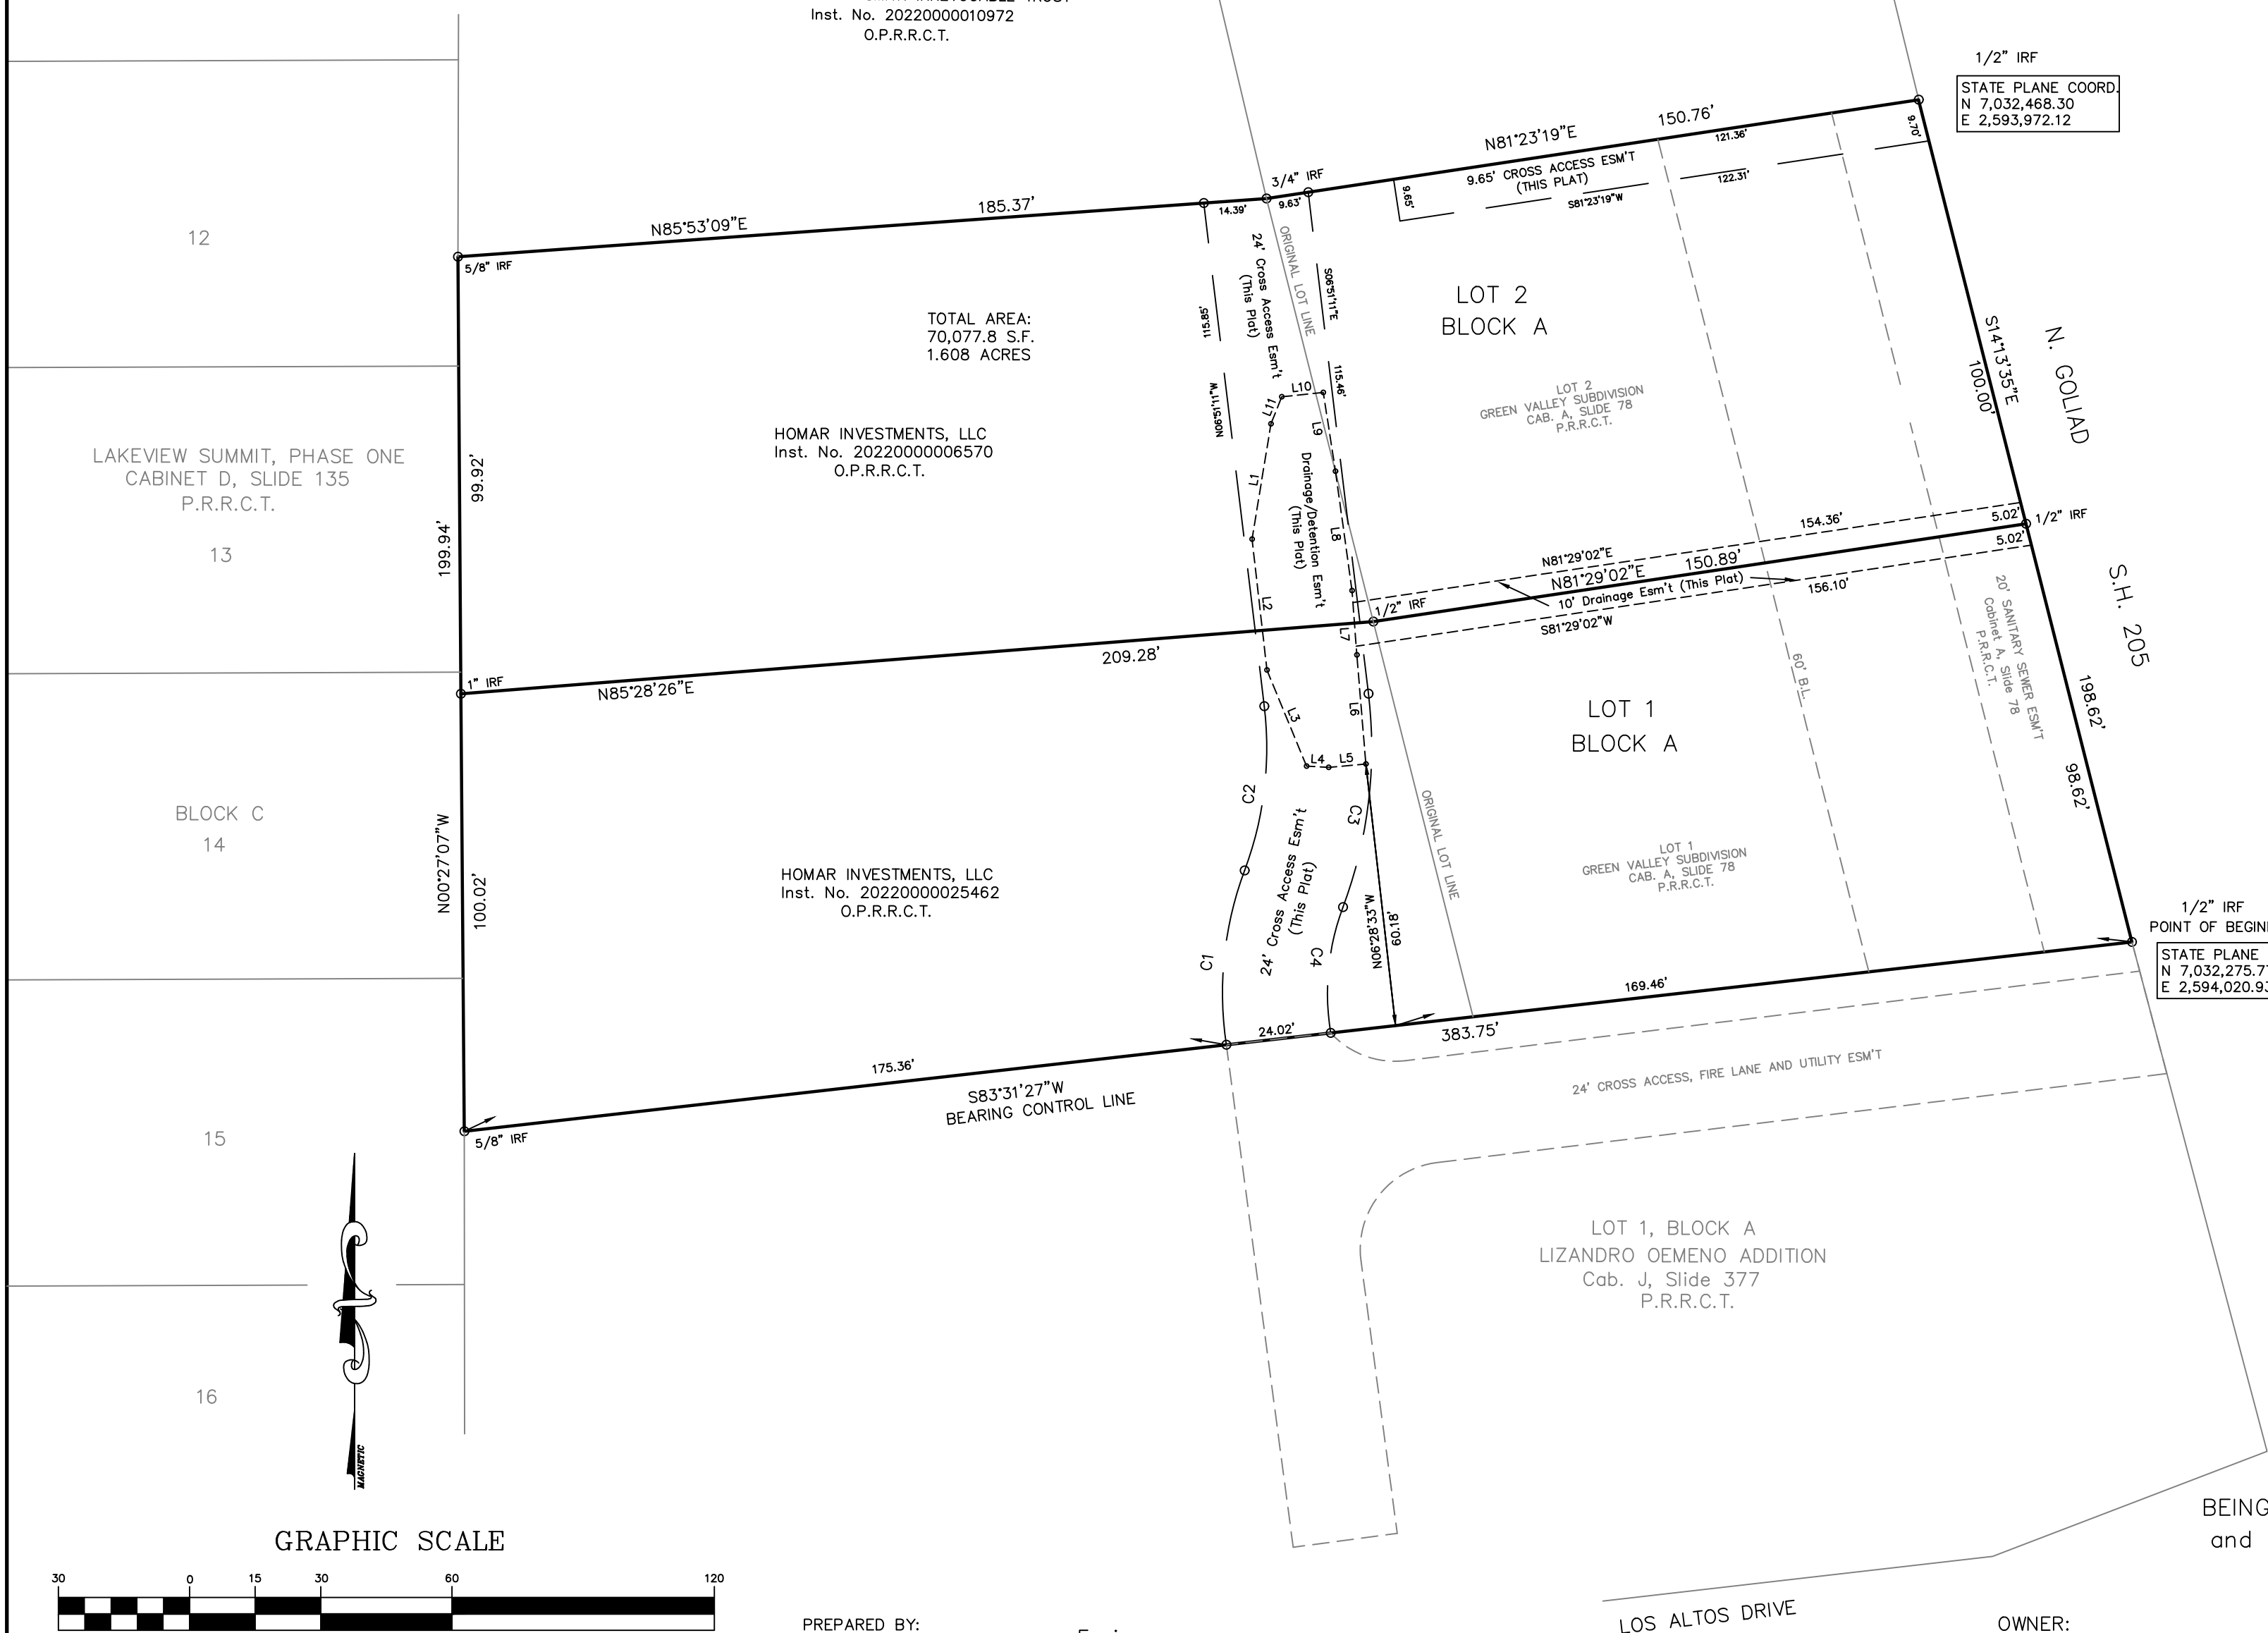 Inst. No. 20220000010972
O.P.R.R.C.T.
1/2" IRF
STATE PLANE COORD.
N 7,032,468.30
E 2,593,972.12
150.76'
N81°23'19"E
121.36'
9.70'
3/4" IRF
9.65' CROSS ACCESS ESM'T
(THIS PLAT)
9.65'
122.31'
S81°23'19"W
185.37'
N85°53'09"E
14.39'
9.63'
5/8" IRF
12
24' Cross Access Esm't
(This Plat)
ORIGINAL LOT LINE
S06°51'11"E
115.46'
115.85'
N06°51'11"W
LOT 2
BLOCK A
TOTAL AREA:
70,077.8 S.F.
1.608 ACRES
S14°13'35"E
100.00'
N. GOLIAD
LOT 2
GREEN VALLEY SUBDIVISION
CAB. A, SLIDE 78
P.R.R.C.T.
L10
L11
L9
HOMAR INVESTMENTS, LLC
Inst. No. 20220000006570
O.P.R.R.C.T.
LAKEVIEW SUMMIT, PHASE ONE
CABINET D, SLIDE 135
P.R.R.C.T.
13
99.92'
199.94'
L1
Drainage/Detention Esm't
(This Plat)
L8
L2
154.36'
5.02'
1/2" IRF
5.02'
N81°29'02"E
150.89'
N81°29'02"E
10' Drainage Esm't (This Plat)
156.10'
S81°29'02"W
1/2" IRF
L7
S.H. 205
20' SANITARY SEWER ESM'T
Cabinet A, Slide 78
P.R.R.C.T.
60' B.L.
1" IRF
N85°28'26"E
209.28'
L6
L3
L4
L5
LOT 1
BLOCK A
198.62'
98.62'
BLOCK C
14
C2
C3
ORIGINAL LOT LINE
N00°27'07"W
100.02'
HOMAR INVESTMENTS, LLC
Inst. No. 20220000025462
O.P.R.R.C.T.
LOT 1
GREEN VALLEY SUBDIVISION
CAB. A, SLIDE 78
P.R.R.C.T.
24' Cross Access Esm't
(This Plat)
C1
C4
N06°28'33"W
60.18'
1/2" IRF
STATE PLANE
169.46'
24.02'
383.75'
175.36'
S83°31'27"W
BEARING CONTROL LINE
5/8" IRF
24' CROSS ACCESS, FIRE LANE AND UTILITY ESM'T
15
LOT 1, BLOCK A
LIZANDRO OEMENO ADDITION
Cab. J, Slide 377
P.R.R.C.T.
16
MAGNETIC
GRAPHIC SCALE
30 0 15 30 60 120
BEING
and
LOS ALTOS DRIVE
PREPARED BY:
OWNER: